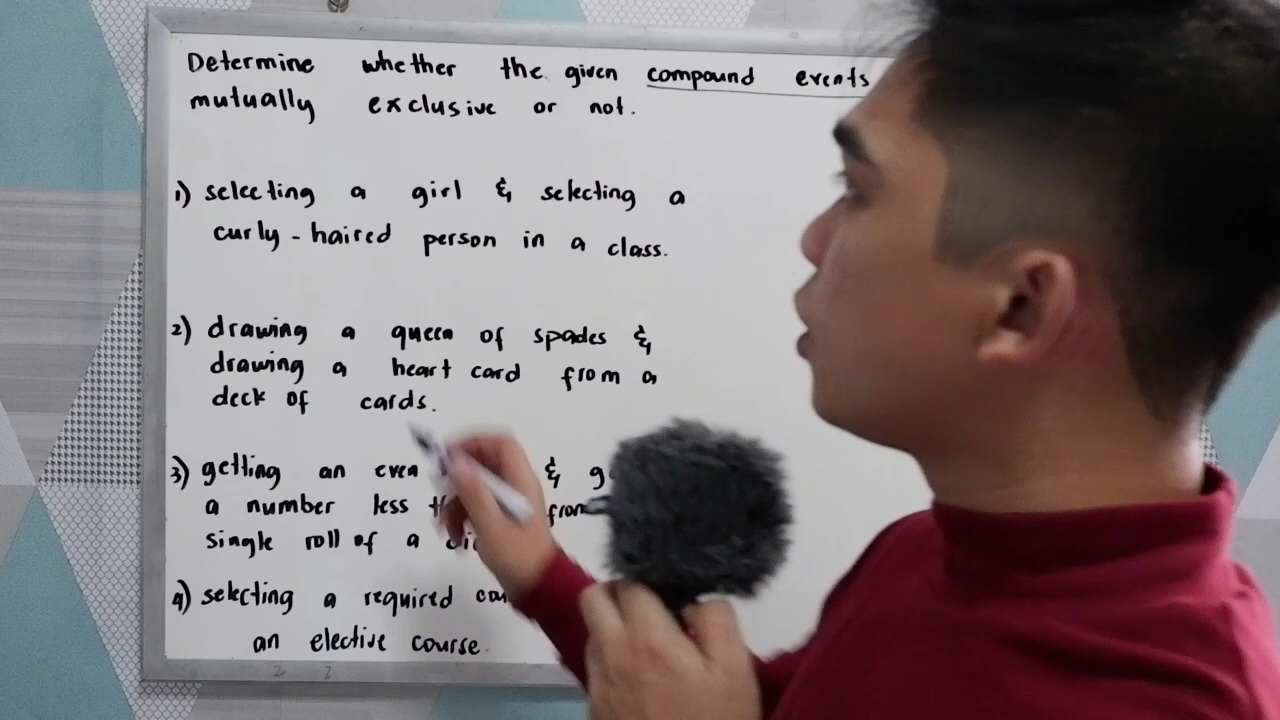 Determine whether the given compound events
mutually exclusive or not.
1) selecting a girl & selecting a
curly-haired person in a class.
2) drawing a queen of spades &
drawing a heart card from a
deck of cards.
3) getting an even &
a number less from
single roll of a
4) selecting a required
an elective course.